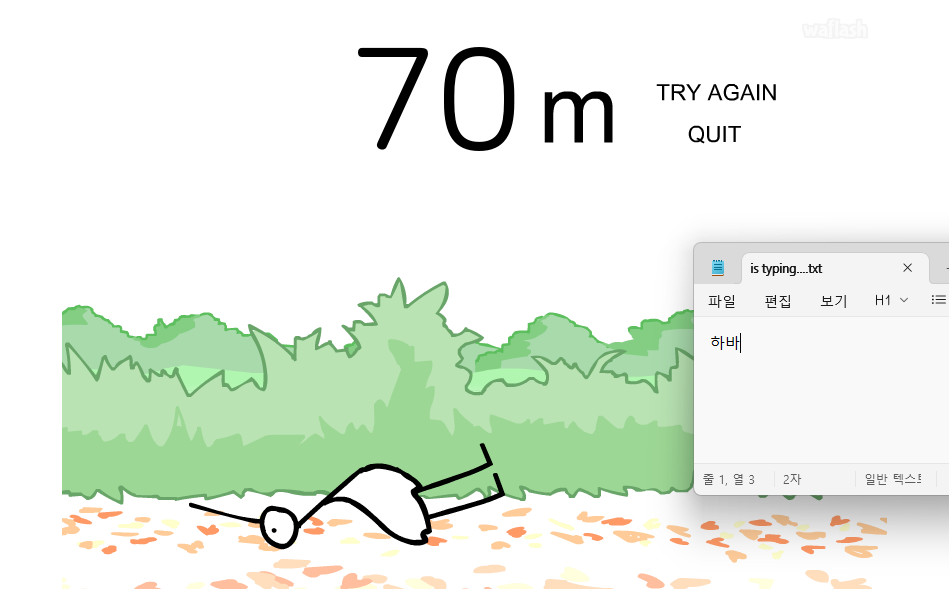 waflash
70 m
TRY AGAIN
QUIT
is typing....txt
파일 편집 보기 H1
하바
줄 1, 열 3 2자 일반 텍스트